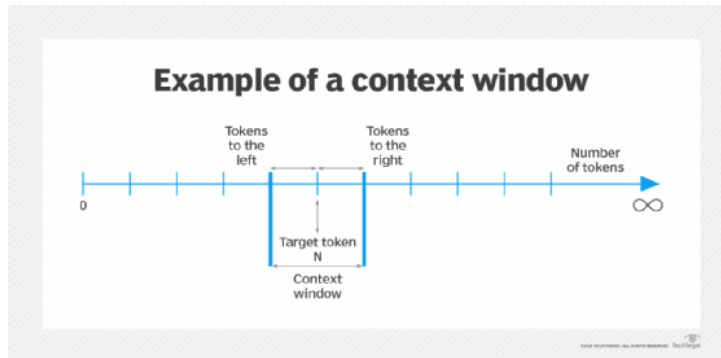 Example of a context window
Tokens
to the
left
Tokens
to the
right
Number
of tokens
0
∞
Target token
N
Context
window
TechTarget